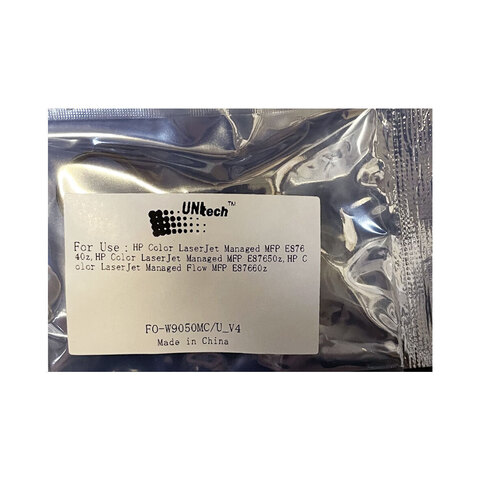 UNItech™
For Use : HP Color LaserJet Managed MFP E876
40z,HP Color LaserJet Managed MFP E87650z,HP C
olor LaserJet Managed Flow MFP E87660z
FO-W9050MC/U_V4
Made in China